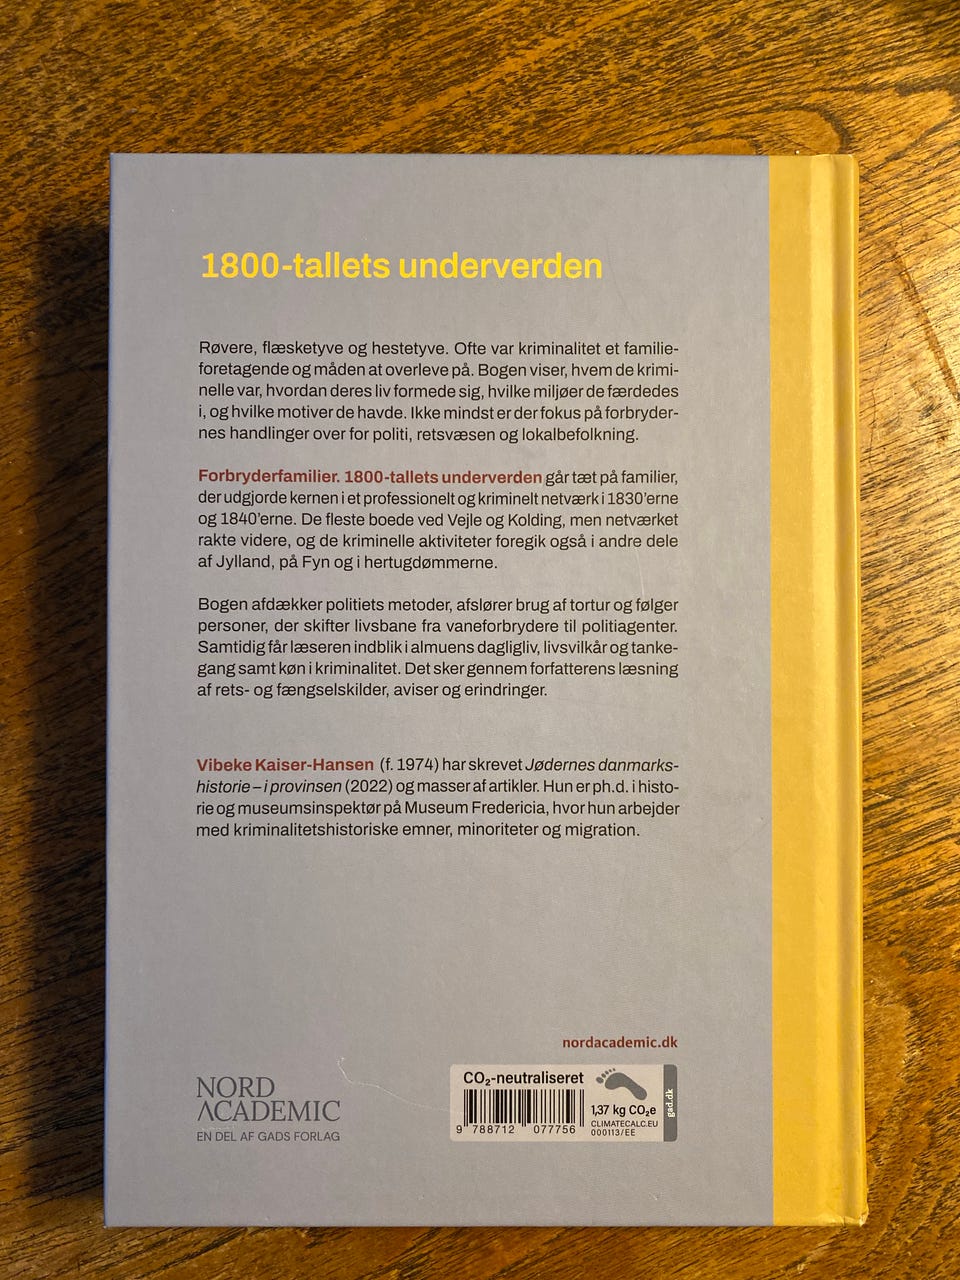 1800-tallets underverden
Røvere, flæsketyve og hestetyve. Ofte var kriminalitet et familie-
foretagende og måden at overleve på. Bogen viser, hvem de krimi-
nelle var, hvordan deres liv formede sig, hvilke miljøer de færdedes
i, og hvilke motiver de havde. Ikke mindst er der fokus på forbryder-
nes handlinger over for politi, retsvæsen og lokalbefolkning.
Forbryderfamilier. 1800-tallets underverden går tæt på familier,
der udgjorde kernen i et professionelt og kriminelt netværk i 1830'erne
og 1840'erne. De fleste boede ved Vejle og Kolding, men netværket
rakte videre, og de kriminelle aktiviteter foregik også i andre dele
af Jylland, på Fyn og i hertugdømmerne.
Bogen afdækker politiets metoder, afslører brug af tortur og følger
personer, der skifter livsbane fra vaneforbrydere til politiagenter.
Samtidig får læseren indblik i almuens dagligliv, livsvilkår og tanke-
gang samt køn i kriminalitet. Det sker gennem forfatterens læsning
af rets- og fængselskilder, aviser og erindringer.
Vibeke Kaiser-Hansen (f. 1974) har skrevet Jødernes danmarks-
historie – i provinsen (2022) og masser af artikler. Hun er ph.d. i histo-
rie og museumsinspektør på Museum Fredericia, hvor hun arbejder
med kriminalitetshistoriske emner, minoriteter og migration.
nordacademic.dk
NORD
ACADEMIC
EN DEL AF GADS FORLAG
CO₂-neutraliseret
1,37 kg CO₂e
CLIMATECALC.EU
000113/EE
gad.dk
9 788712 077756